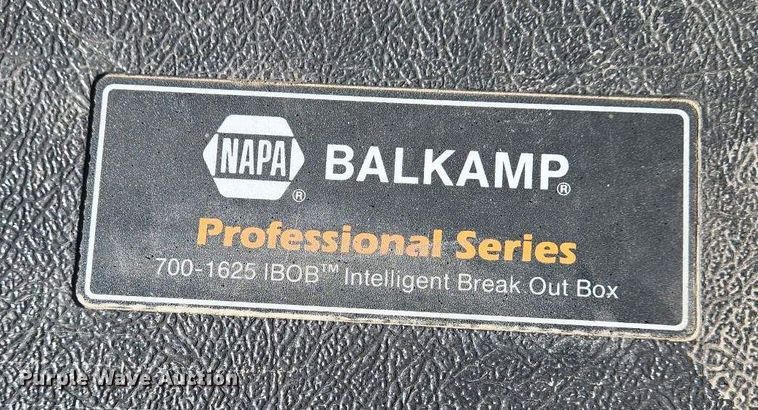 NAPA® BALKAMP®
Professional Series
700-1625 IBOB™ Intelligent Break Out Box
Purple Wave Auction